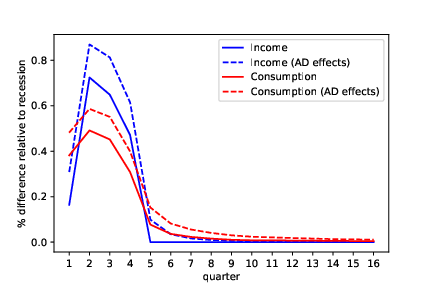 Income
Income (AD effects)
Consumption
Consumption (AD effects)
% difference relative to recession
0.8
0.6
0.4
0.2
0.0
1 2 3 4 5 6 7 8 9 10 11 12 13 14 15 16
quarter